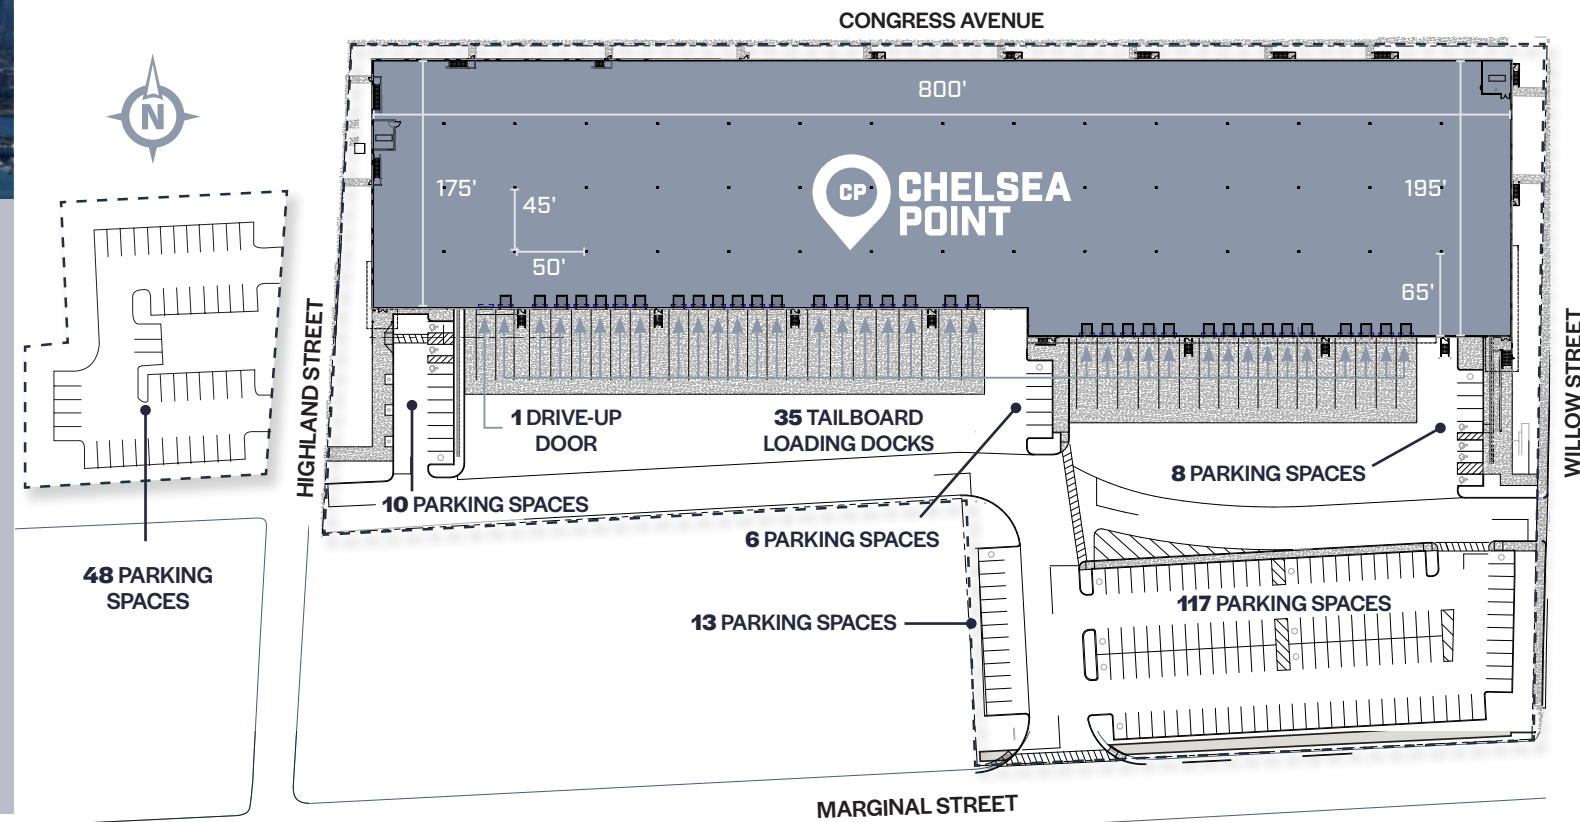 CONGRESS AVENUE
N
800'
175'
45'
50'
CP
CHELSEA
POINT
195'
65'
HIGHLAND STREET
WILLOW STREET
1 DRIVE-UP
DOOR
35 TAILBOARD
LOADING DOCKS
8 PARKING SPACES
10 PARKING SPACES
6 PARKING SPACES
48 PARKING
SPACES
117 PARKING SPACES
13 PARKING SPACES
MARGINAL STREET